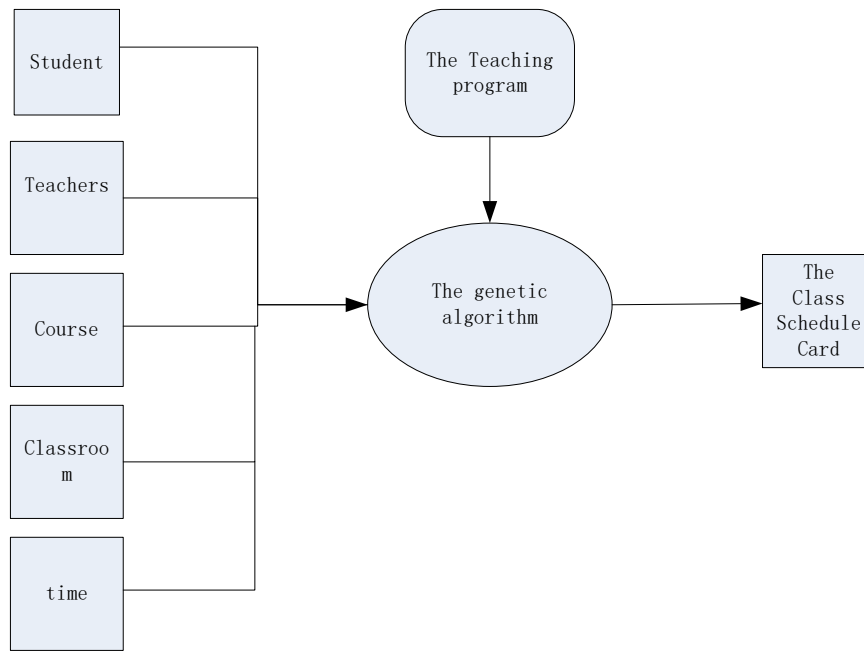 Student
The Teaching
program
Teachers
The genetic
algorithm
The
Class
Schedule
Card
Course
Classroo
m
time